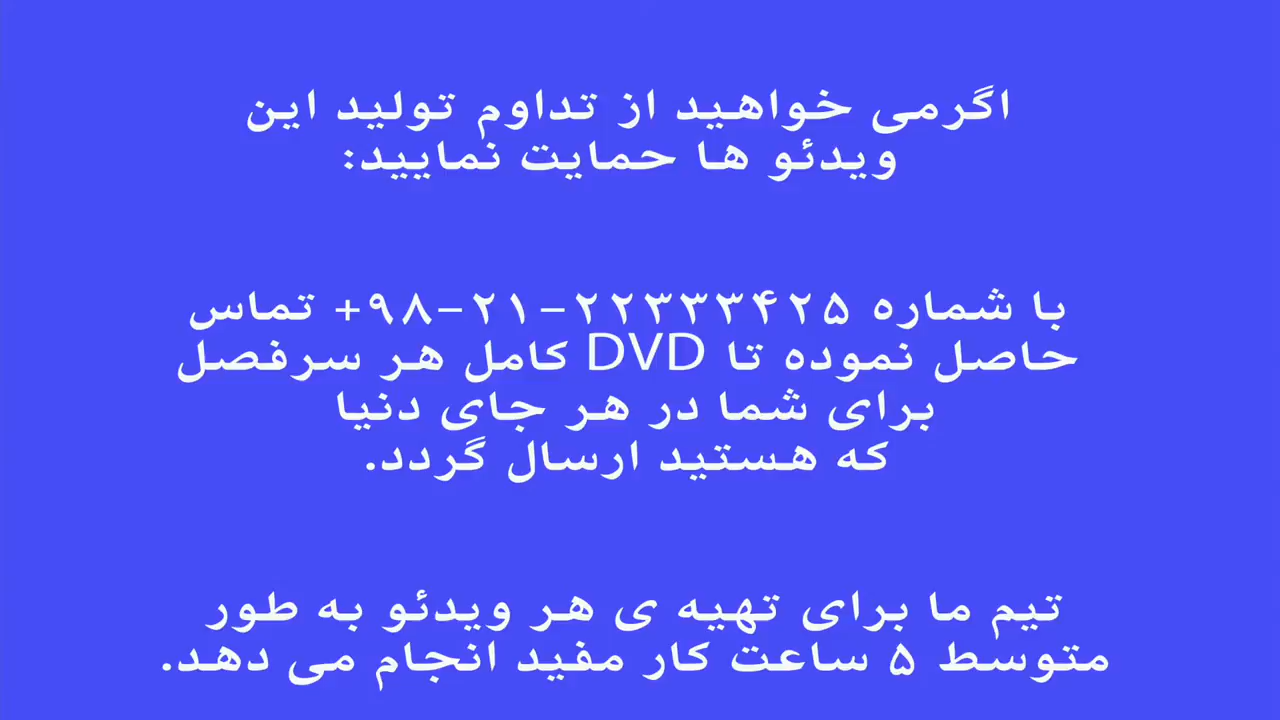 اگرمی خواهید از تداوم تولید این
ویدئو ها حمایت نمایید:
با شماره ۲۲۳۳۳۴۲۵-۲۱-۹۸+ تماس
حاصل نموده تا DVD کامل هر سرفصل
برای شما در هر جای دنیا
که هستید ارسال گردد.
تیم ما برای تهیه ی هر ویدئو به طور
متوسط ۵ ساعت کار مفید انجام می دهد.